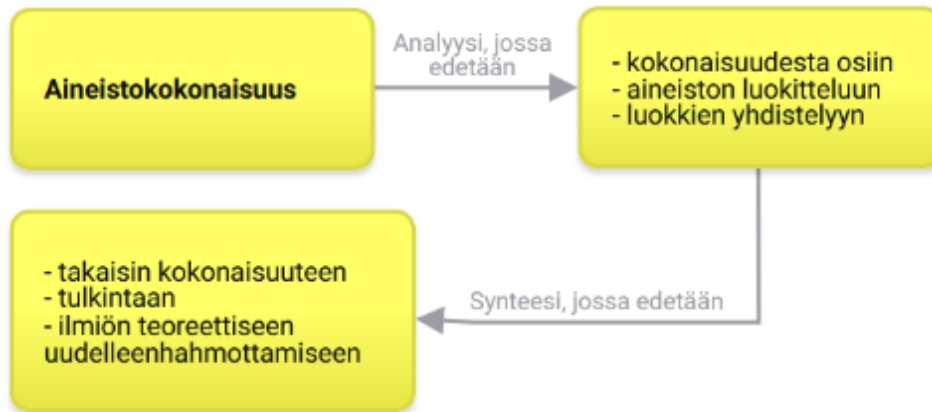 Aineistokokonaisuus
Analyysi, jossa
edetään
- kokonaisuudesta osiin
- aineiston luokitteluun
- luokkien yhdistelyyn
- takaisin kokonaisuuteen
- tulkintaan
- ilmiön teoreettiseen
uudelleenhahmottamiseen
Synteesi, jossa edetään